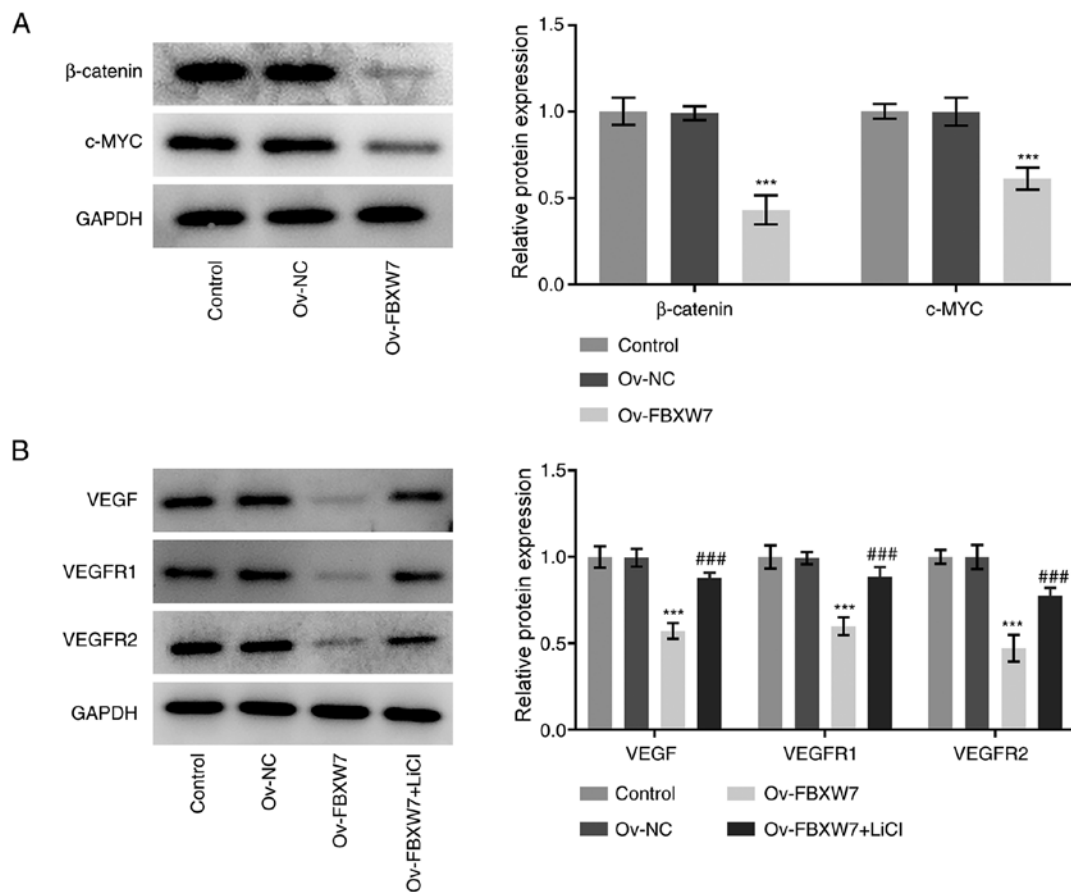 A
β-catenin
c-MYC
GAPDH
Control
Ov-NC
Ov-FBXW7
Relative protein expression
1.5
1.0
0.5
0.0
***
***
β-catenin
c-MYC
Control
Ov-NC
Ov-FBXW7
B
VEGF
VEGFR1
VEGFR2
GAPDH
Control
Ov-NC
Ov-FBXW7
Ov-FBXW7+LiCl
Relative protein expression
1.5
1.0
0.5
0.0
***
###
***
###
***
###
VEGF
VEGFR1
VEGFR2
Control
Ov-FBXW7
Ov-NC
Ov-FBXW7+LiCl